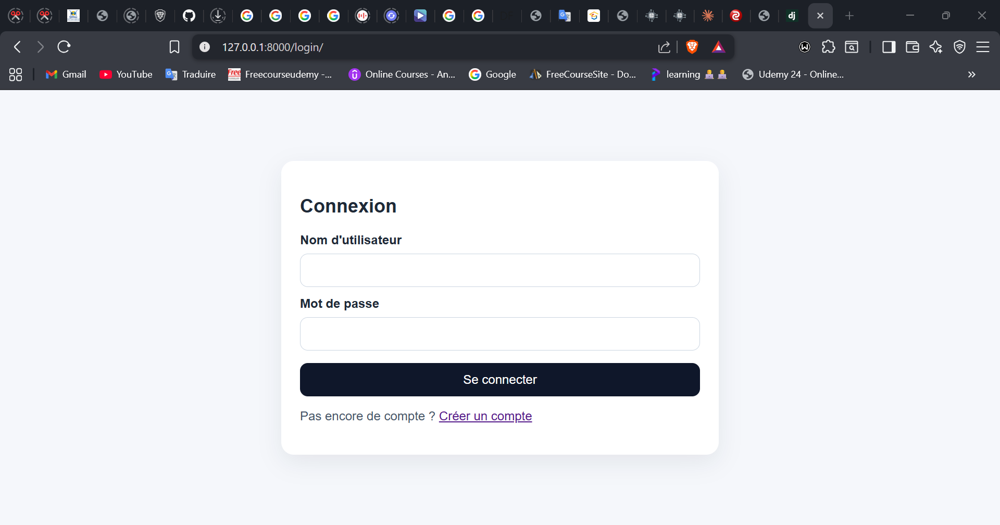 dj
127.0.0.1:8000/login/
Gmail YouTube Traduire Freecourseudemy -... Online Courses - An... Google FreeCourseSite - Do... learning Udemy 24 - Online...
Connexion
Nom d'utilisateur
Mot de passe
Se connecter
Pas encore de compte ? Créer un compte